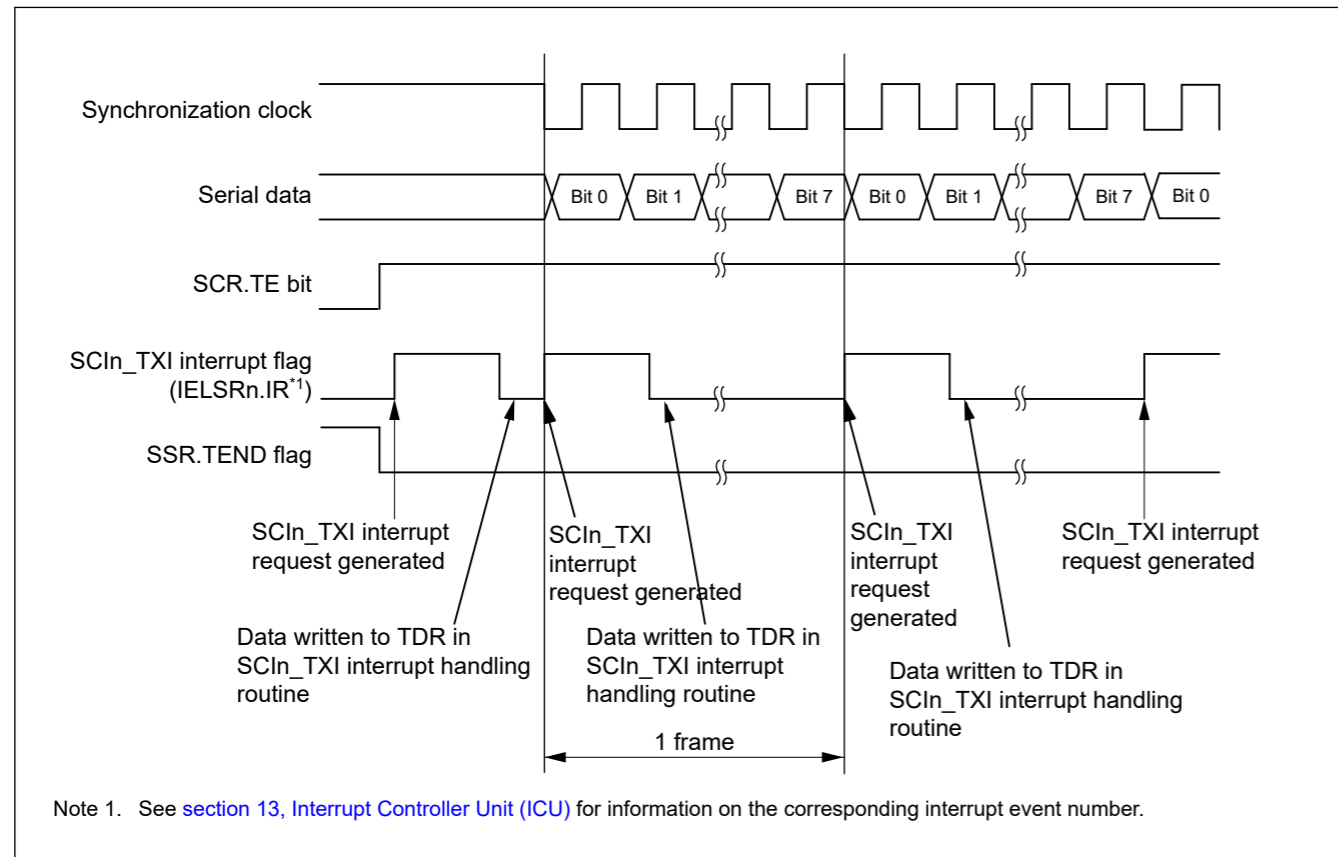 Synchronization clock
Serial data
Bit 0 Bit 1 Bit 7 Bit 0 Bit 1 Bit 7 Bit 0
SCR.TE bit
SCIn_TXI interrupt flag
(IELSRn.IR*1)
SSR.TEND flag
SCIn_TXI interrupt
request generated
SCIn_TXI
interrupt
request generated
SCIn_TXI
interrupt
request
generated
SCIn_TXI interrupt
request generated
Data written to TDR in
SCIn_TXI interrupt handling
routine
Data written to TDR in
SCIn_TXI interrupt
handling routine
Data written to TDR in
SCIn_TXI interrupt handling
routine
1 frame
Note 1. See section 13, Interrupt Controller Unit (ICU) for information on the corresponding interrupt event number.